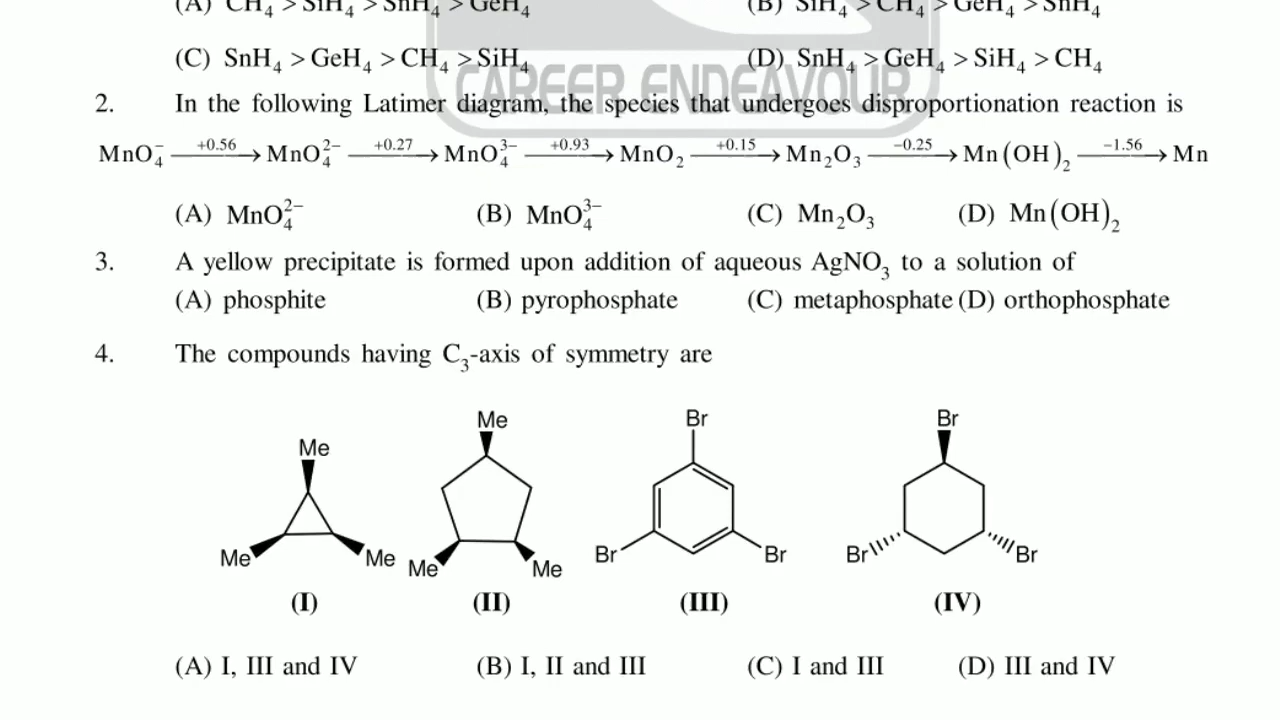 (A) CH₄ > SiH₄ > SnH₄ > GeH₄ (B) SiH₄ > CH₄ > GeH₄ > SnH₄
(C) SnH₄ > GeH₄ > CH₄ > SiH₄ (D) SnH₄ > GeH₄ > SiH₄ > CH₄
CAREER ENDEAVOUR
2. In the following Latimer diagram, the species that undergoes disproportionation reaction is
MnO₄⁻ —+0.56→ MnO₄²⁻ —+0.27→ MnO₄³⁻ —+0.93→ MnO₂ —+0.15→ Mn₂O₃ —−0.25→ Mn(OH)₂ —−1.56→ Mn
(A) MnO₄²⁻ (B) MnO₄³⁻ (C) Mn₂O₃ (D) Mn(OH)₂
3. A yellow precipitate is formed upon addition of aqueous AgNO₃ to a solution of
(A) phosphite (B) pyrophosphate (C) metaphosphate (D) orthophosphate
4. The compounds having C₃-axis of symmetry are
Me Me Br Br
Me Me Me Me Br Br Br Br
(I) (II) (III) (IV)
(A) I, III and IV (B) I, II and III (C) I and III (D) III and IV